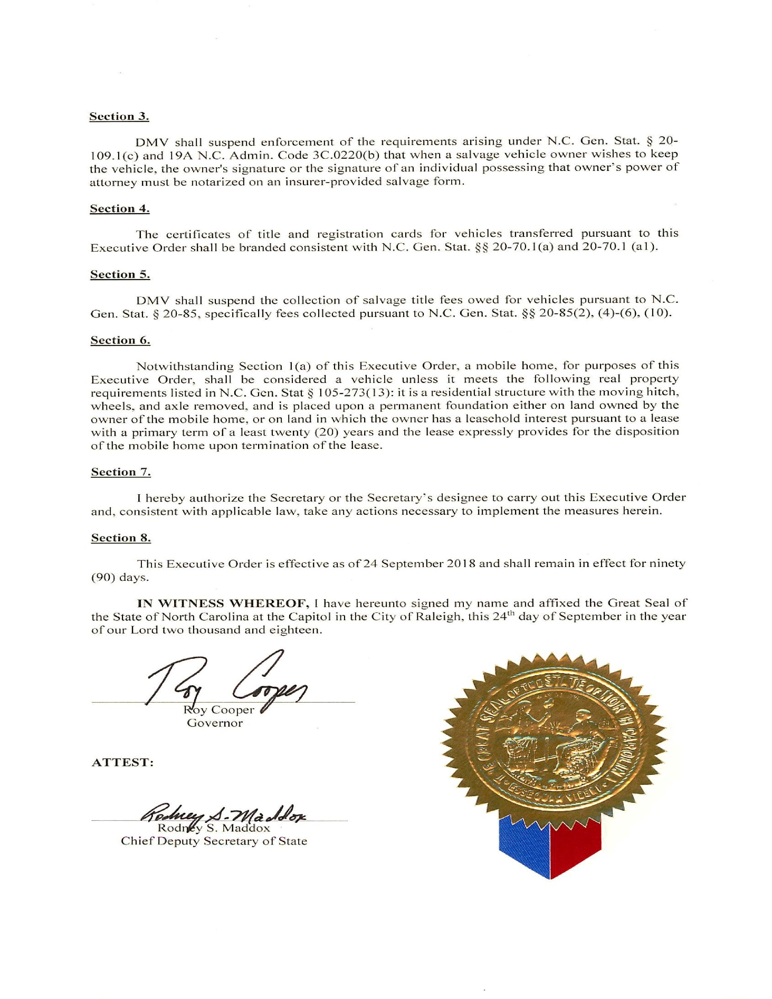 Section 3.
DMV shall suspend enforcement of the requirements arising under N.C. Gen. Stat. § 20-
109.1(c) and 19A N.C. Admin. Code 3C.0220(b) that when a salvage vehicle owner wishes to keep
the vehicle, the owner's signature or the signature of an individual possessing that owner's power of
attorney must be notarized on an insurer-provided salvage form.
Section 4.
The certificates of title and registration cards for vehicles transferred pursuant to this
Executive Order shall be branded consistent with N.C. Gen. Stat. §§ 20-70.1(a) and 20-70.1 (a1).
Section 5.
DMV shall suspend the collection of salvage title fees owed for vehicles pursuant to N.C.
Gen. Stat. § 20-85, specifically fees collected pursuant to N.C. Gen. Stat. §§ 20-85(2), (4)-(6), (10).
Section 6.
Notwithstanding Section 1(a) of this Executive Order, a mobile home, for purposes of this
Executive Order, shall be considered a vehicle unless it meets the following real property
requirements listed in N.C. Gen. Stat § 105-273(13): it is a residential structure with the moving hitch,
wheels, and axle removed, and is placed upon a permanent foundation either on land owned by the
owner of the mobile home, or on land in which the owner has a leasehold interest pursuant to a lease
with a primary term of a least twenty (20) years and the lease expressly provides for the disposition
of the mobile home upon termination of the lease.
Section 7.
I hereby authorize the Secretary or the Secretary's designee to carry out this Executive Order
and, consistent with applicable law, take any actions necessary to implement the measures herein.
Section 8.
This Executive Order is effective as of 24 September 2018 and shall remain in effect for ninety
(90) days.
IN WITNESS WHEREOF, I have hereunto signed my name and affixed the Great Seal of
the State of North Carolina at the Capitol in the City of Raleigh, this 24th day of September in the year
of our Lord two thousand and eighteen.
Roy Cooper
Roy Cooper
Governor
ATTEST:
Rodney S. Maddox
Rodney S. Maddox
Chief Deputy Secretary of State
GREAT SEAL OF THE STATE OF NORTH CAROLINA
ESSE QUAM VIDERI